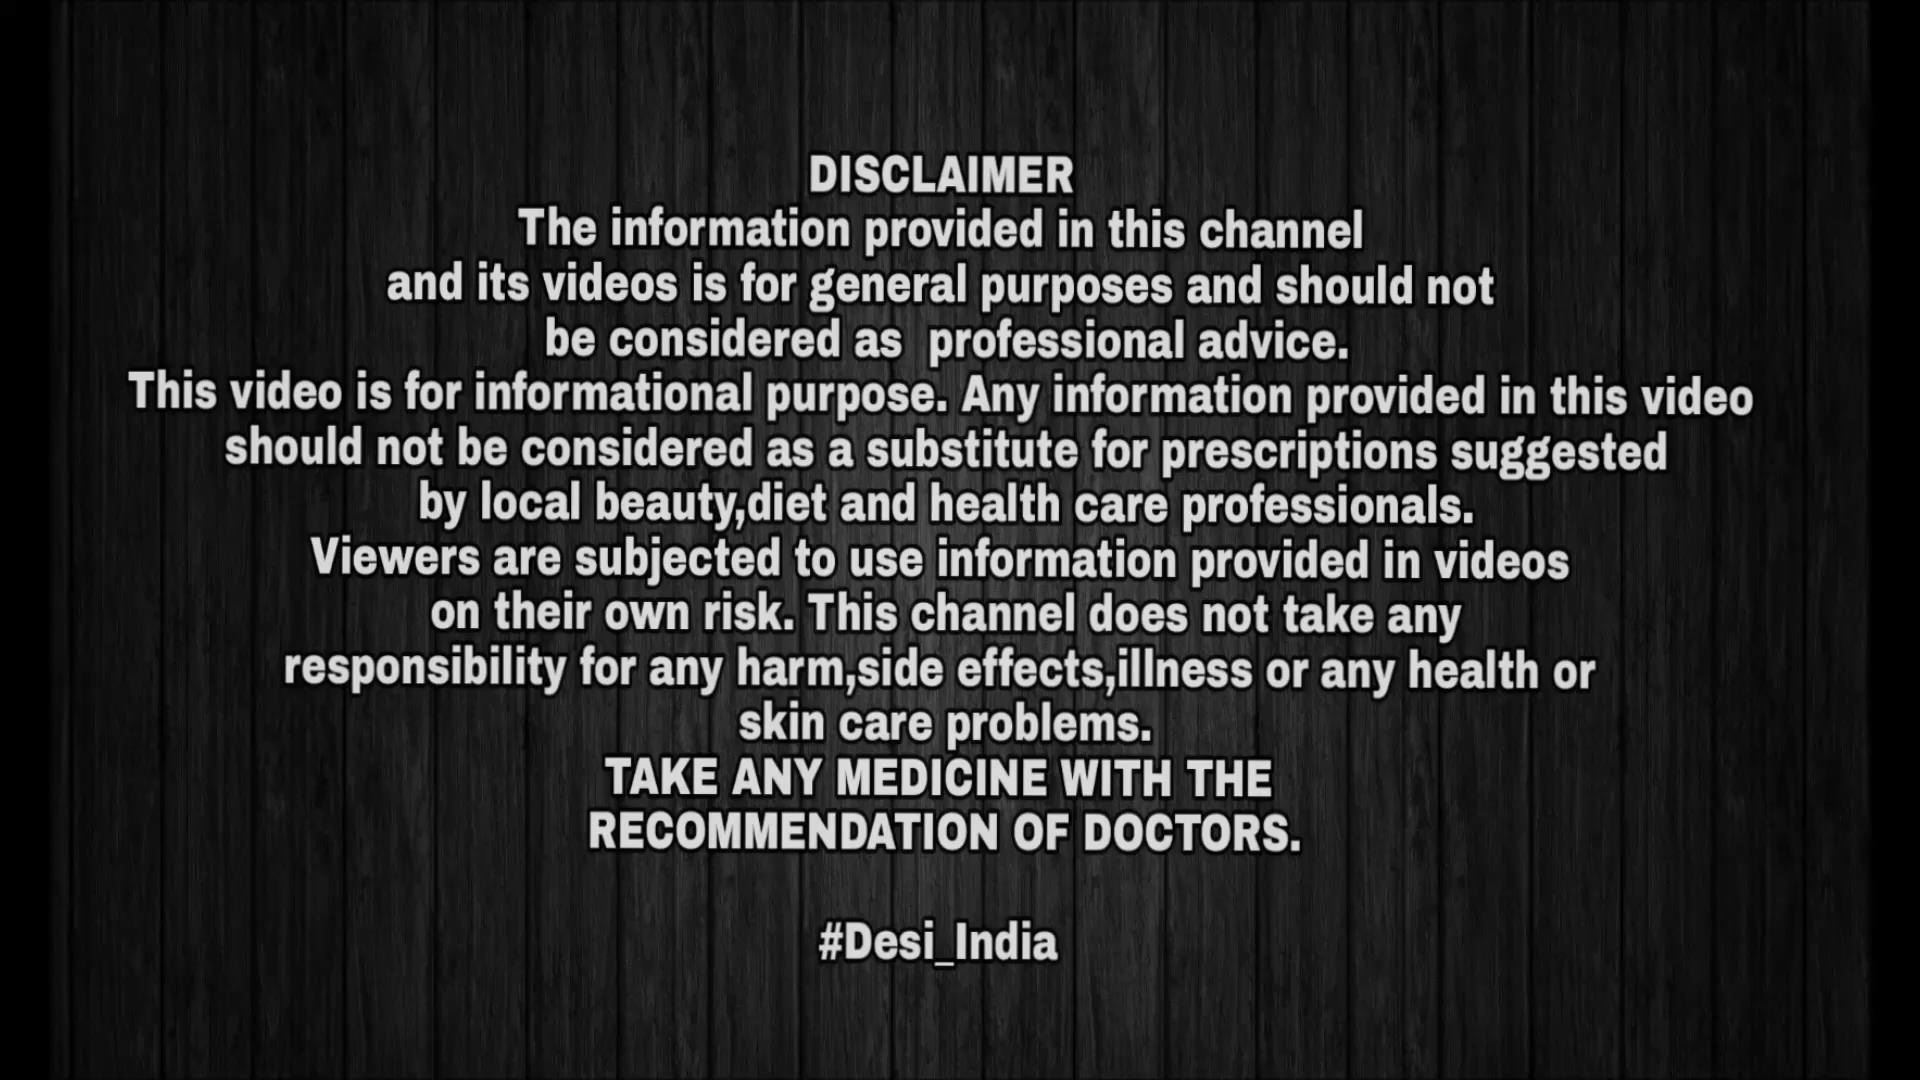 DISCLAIMER
The information provided in this channel
and its videos is for general purposes and should not
be considered as  professional advice.
This video is for informational purpose. Any information provided in this video
should not be considered as a substitute for prescriptions suggested
by local beauty,diet and health care professionals.
Viewers are subjected to use information provided in videos
on their own risk. This channel does not take any
responsibility for any harm,side effects,illness or any health or
skin care problems.
TAKE ANY MEDICINE WITH THE
RECOMMENDATION OF DOCTORS.
#Desi_India